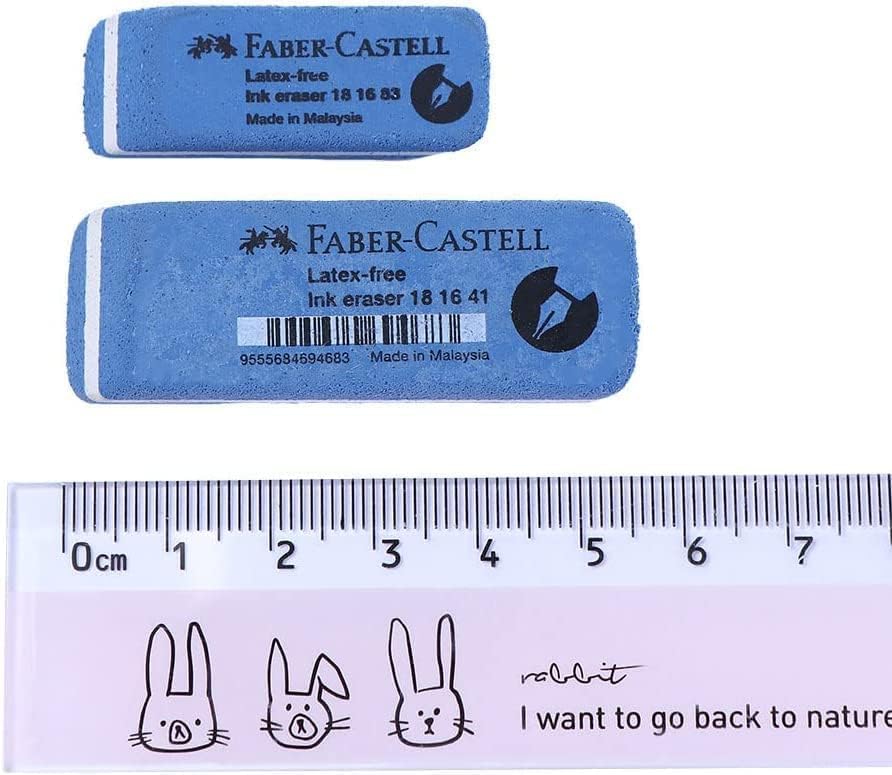 FABER-CASTELL
Latex-free
Ink eraser 18 16 83
Made in Malaysia
FABER-CASTELL
Latex-free
Ink eraser 18 16 41
9555684694683 Made in Malaysia
0cm 1 2 3 4 5 6 7
rabbit
I want to go back to nature